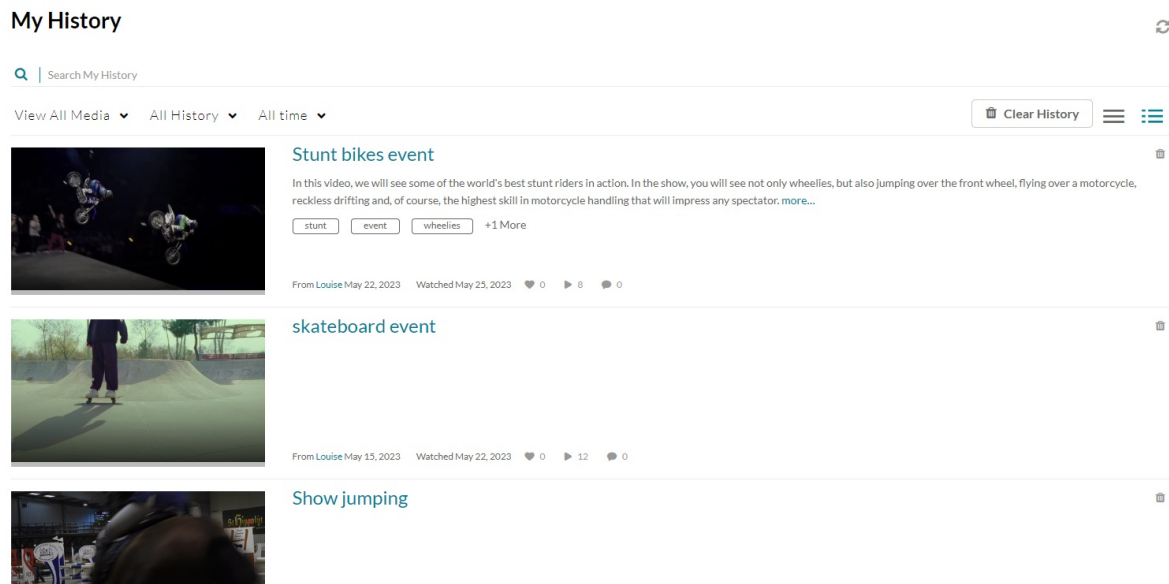 My History
Search My History
View All Media All History All time Clear History
Stunt bikes event
In this video, we will see some of the world's best stunt riders in action. In the show, you will see not only wheelies, but also jumping over the front wheel, flying over a motorcycle,
reckless drifting and, of course, the highest skill in motorcycle handling that will impress any spectator. more...
stunt event wheelies +1 More
From Louise May 22, 2023 Watched May 25, 2023 0 8 0
skateboard event
From Louise May 15, 2023 Watched May 22, 2023 0 12 0
Show jumping